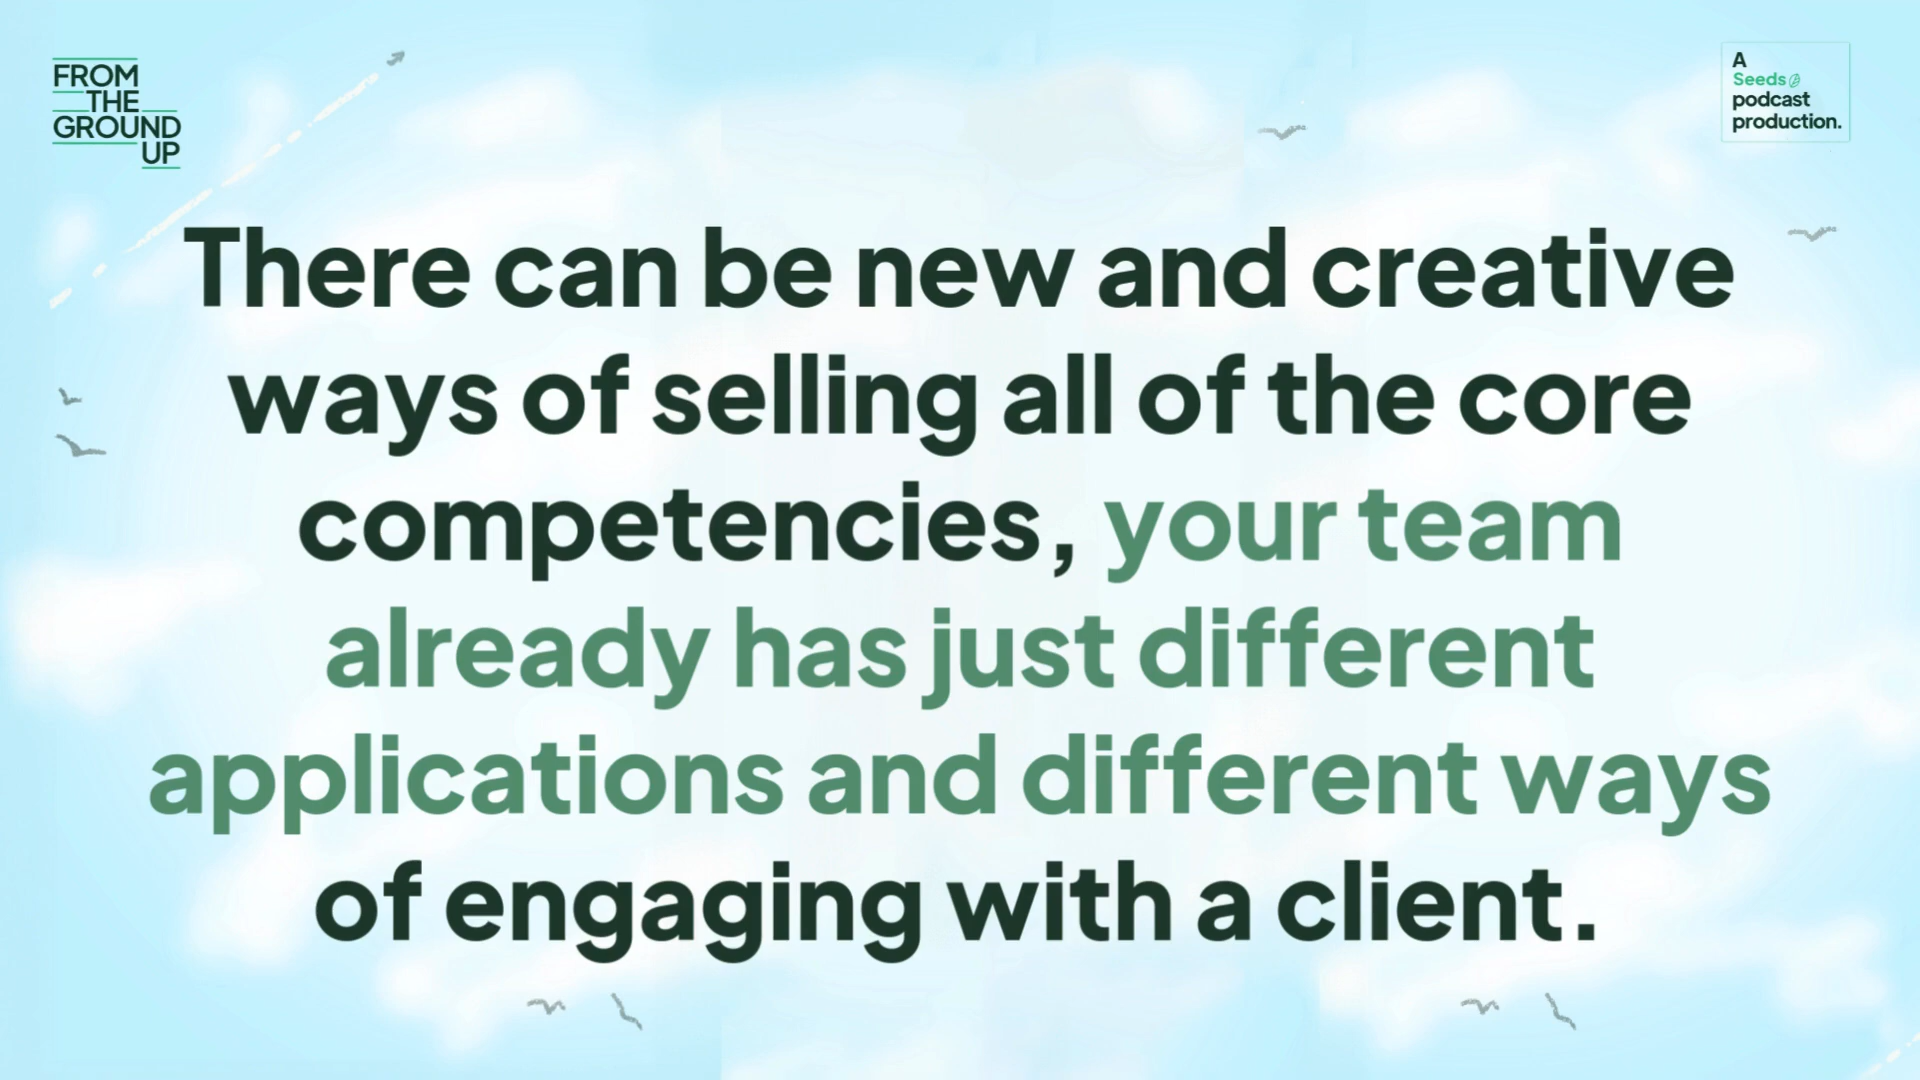 FROM
THE
GROUND
UP
A
Seeds
podcast
production.
There can be new and creative
ways of selling all of the core
competencies, your team
already has just different
applications and different ways
of engaging with a client.